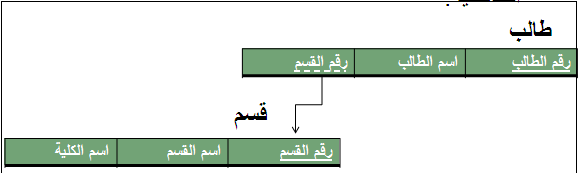 طالب
رقم الطالب اسم الطالب رقم القسم
قسم
رقم القسم اسم القسم اسم الكلية